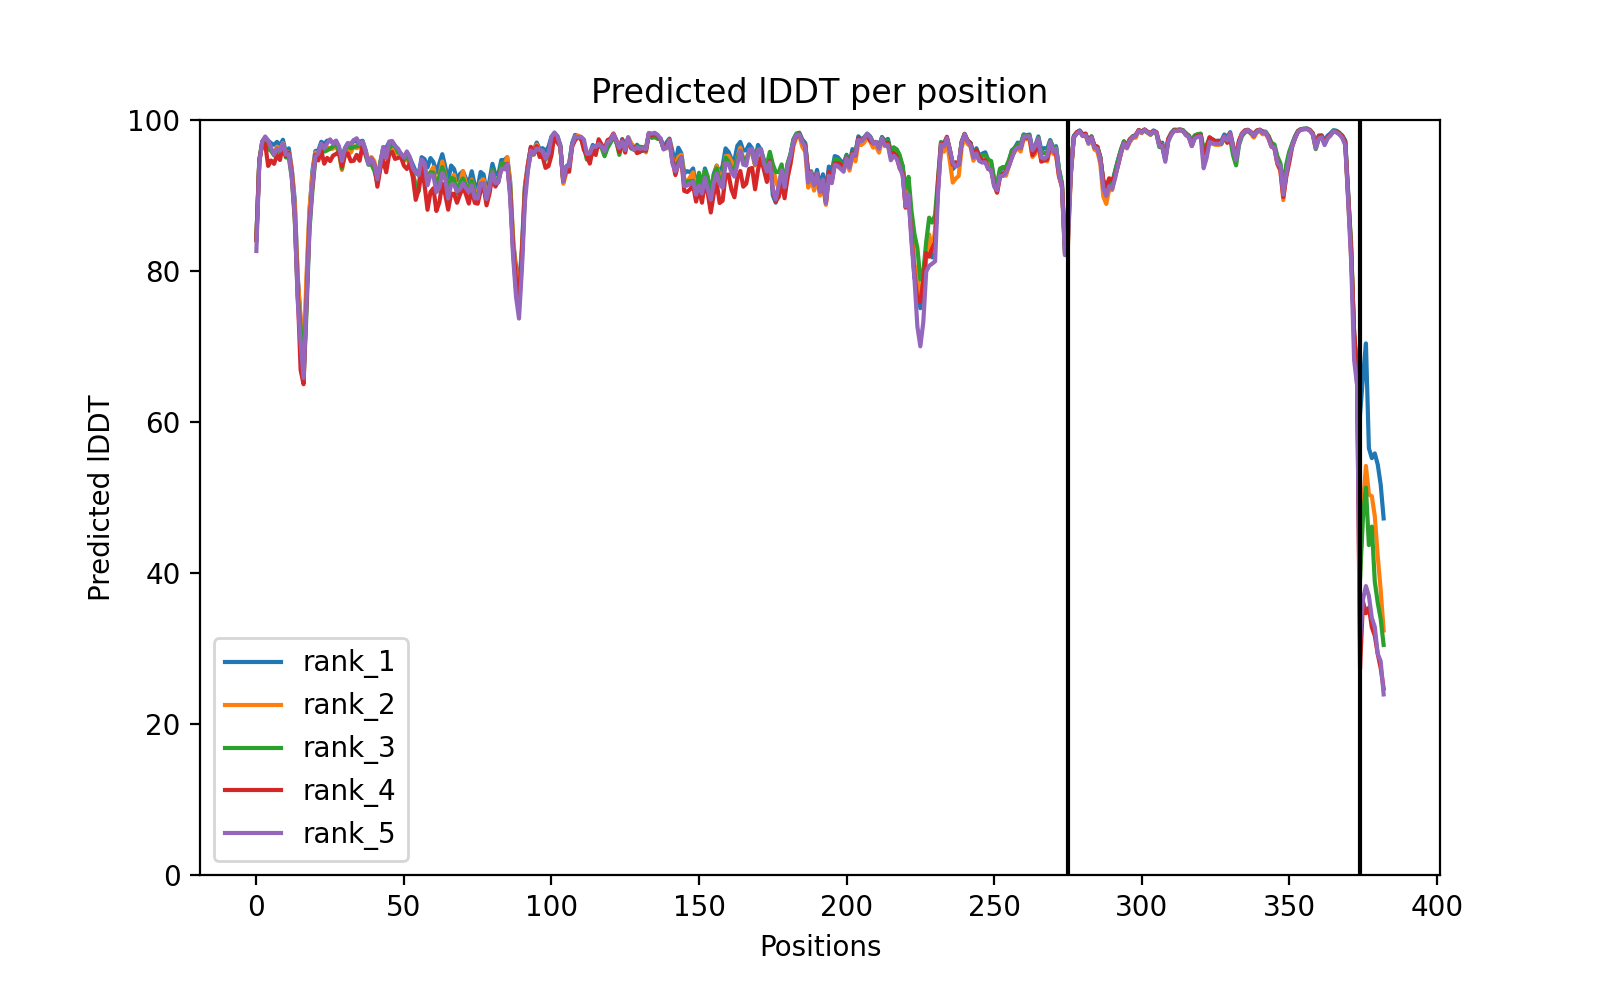 Predicted lDDT per position
100
80
60
40
20
0
Predicted lDDT
rank_1
rank_2
rank_3
rank_4
rank_5
0 50 100 150 200 250 300 350 400
Positions